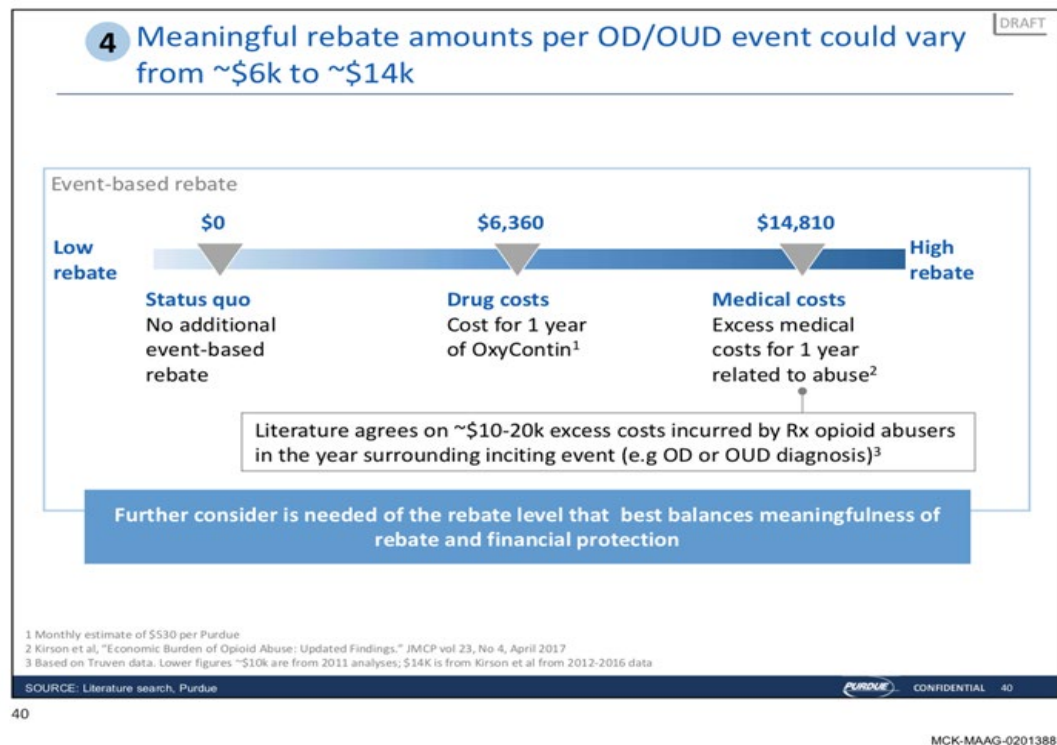 DRAFT
4 Meaningful rebate amounts per OD/OUD event could vary
from ~$6k to ~$14k
Event-based rebate
$0 $6,360 $14,810
Low
rebate
High
rebate
Status quo
No additional
event-based
rebate
Drug costs
Cost for 1 year
of OxyContin1
Medical costs
Excess medical
costs for 1 year
related to abuse2
Literature agrees on ~$10-20k excess costs incurred by Rx opioid abusers
in the year surrounding inciting event (e.g OD or OUD diagnosis)3
Further consider is needed of the rebate level that best balances meaningfulness of
rebate and financial protection
1 Monthly estimate of $530 per Purdue
2 Kirson et al, "Economic Burden of Opioid Abuse: Updated Findings." JMCP vol 23, No 4, April 2017
3 Based on Truven data. Lower figures ~$10k are from 2011 analyses; $14K is from Kirson et al from 2012-2016 data
SOURCE: Literature search, Purdue
PURDUE CONFIDENTIAL 40
40
MCK-MAAG-0201388